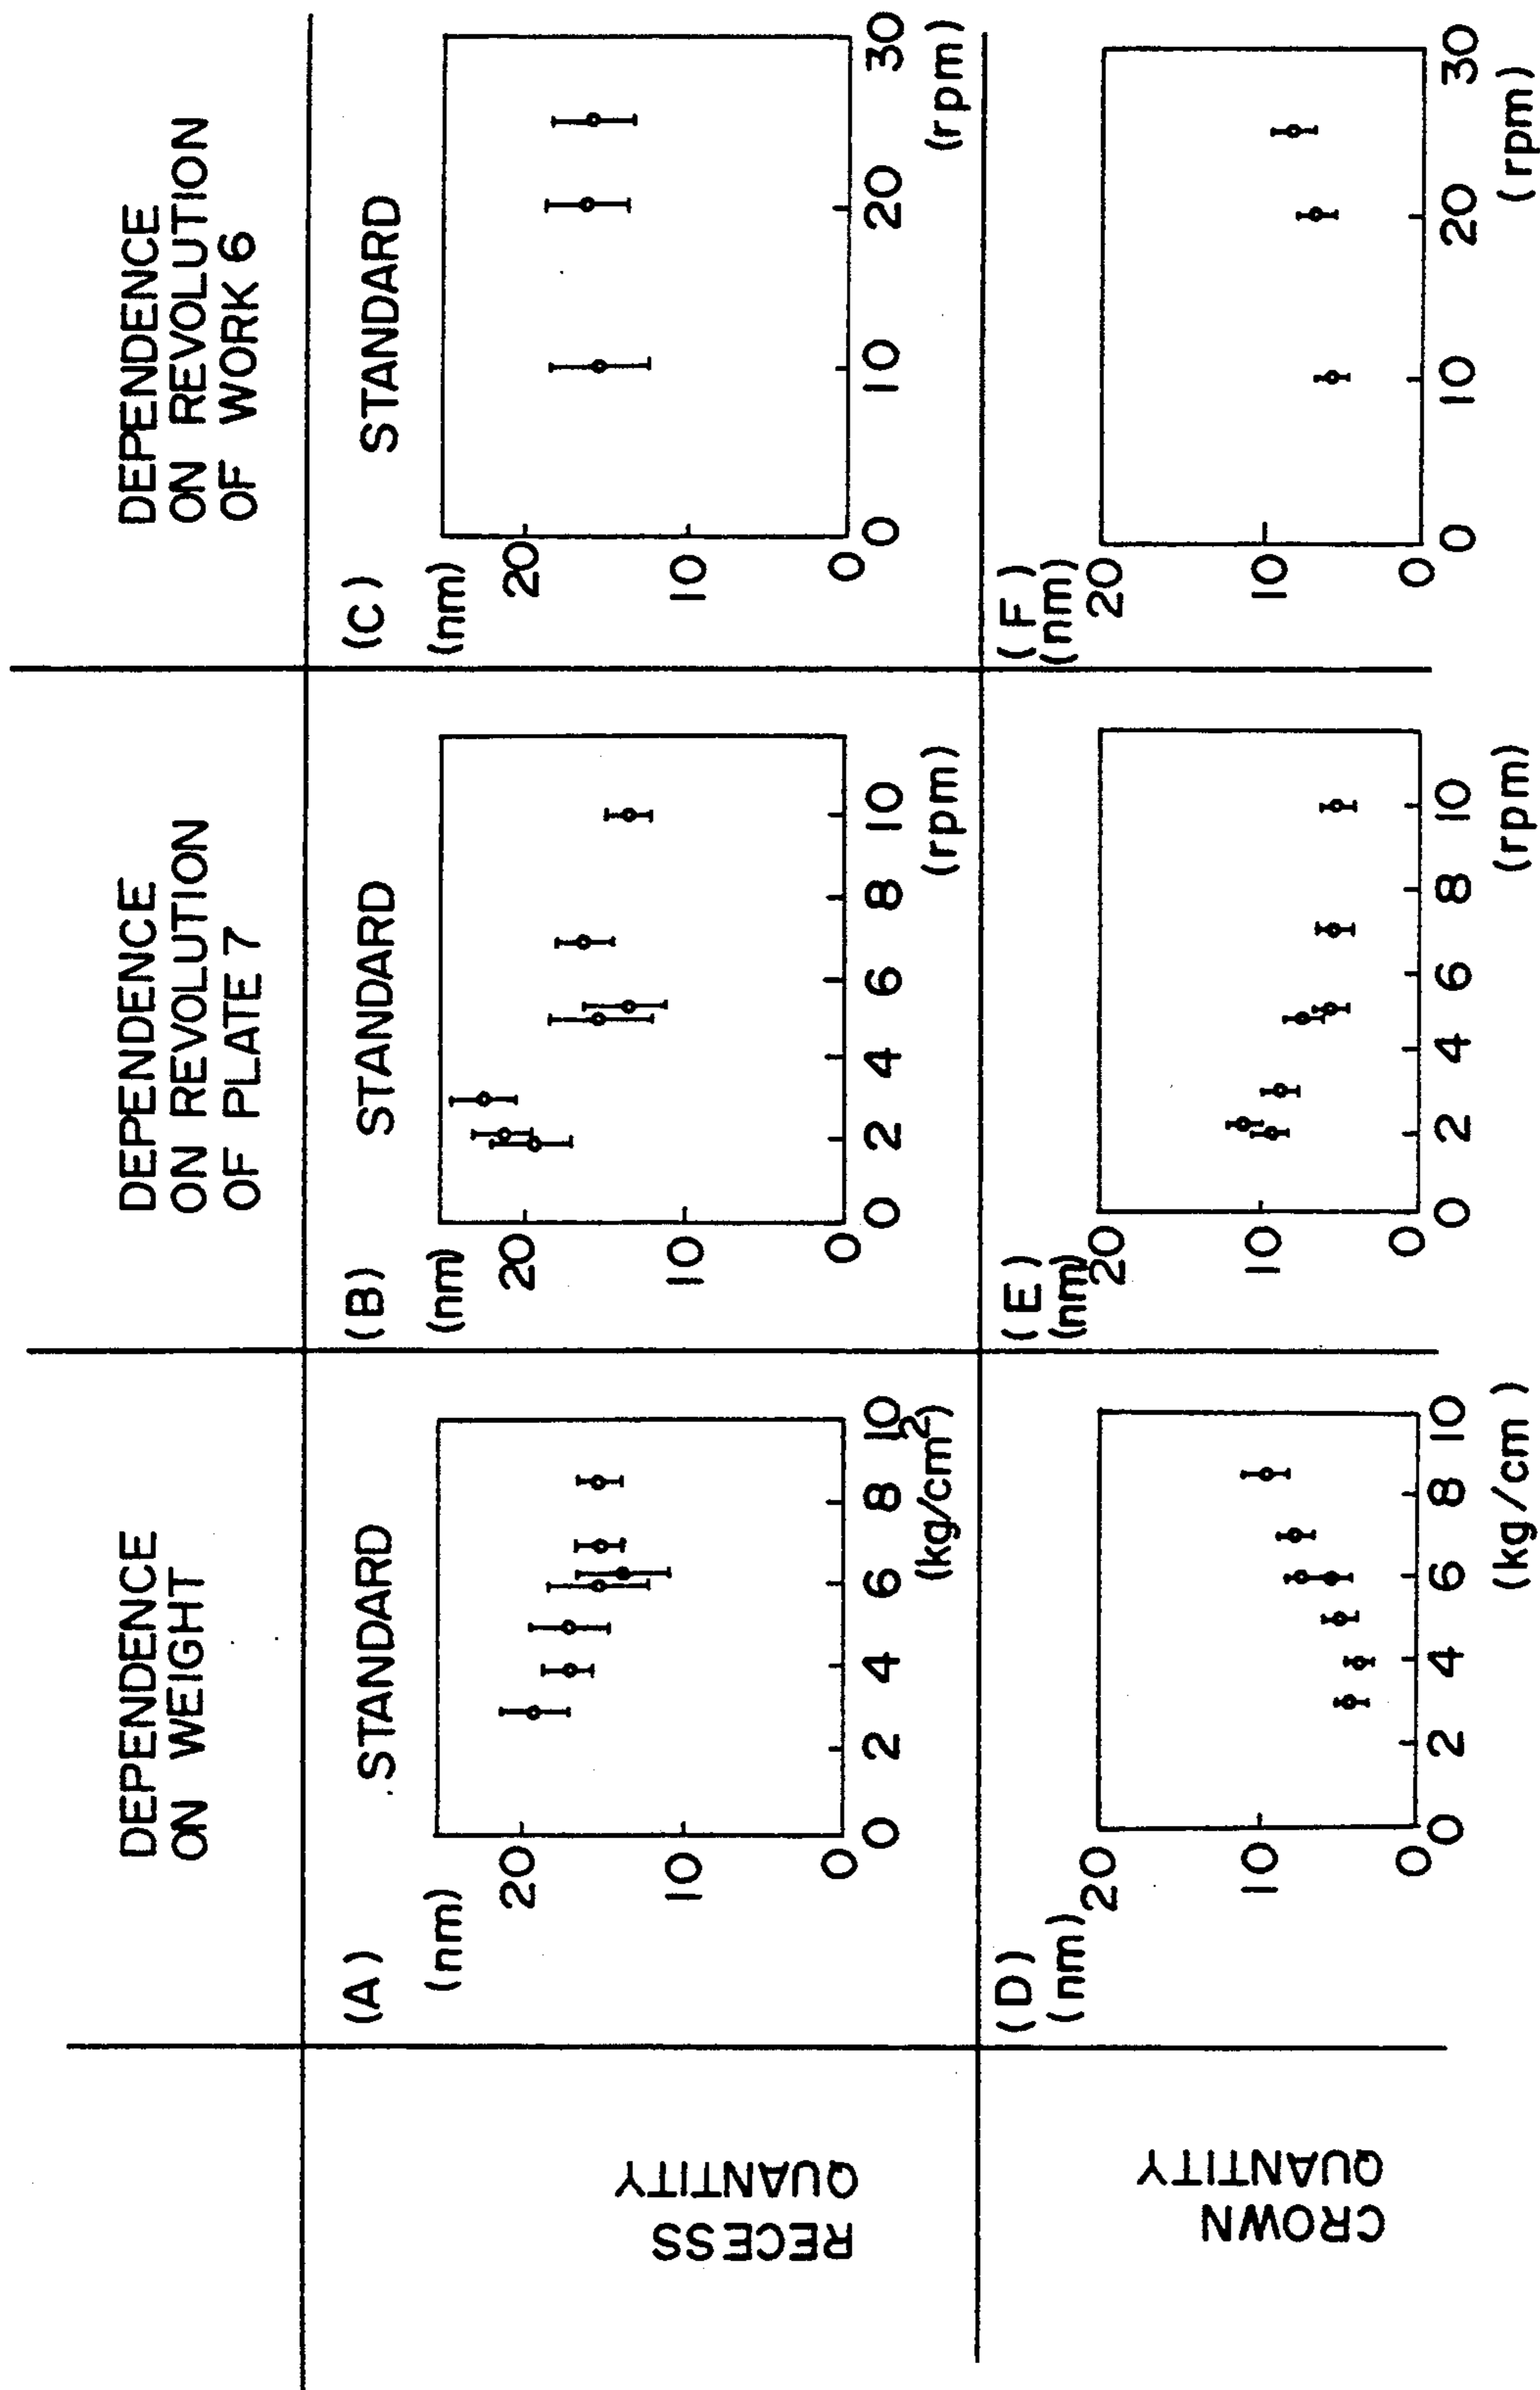 DEPENDENCE
ON WEIGHT
DEPENDENCE
ON REVOLUTION
OF PLATE 7
DEPENDENCE
ON REVOLUTION
OF WORK 6
RECESS
QUANTITY
(A)
STANDARD
(nm)
20
10
0
0 2 4 6 8 10
(kg/cm²)
(B)
STANDARD
(nm)
20
10
0
0 2 4 6 8 10
(rpm)
(C)
STANDARD
(nm)
20
10
0
0 10 20 30
(rpm)
CROWN
QUANTITY
(D)
(nm)
20
10
0
0 2 4 6 8 10
(kg/cm )
(E)
(nm)
20
10
0
0 2 4 6 8 10
(rpm)
(F)
(nm)
20
10
0
0 10 20 30
(rpm)